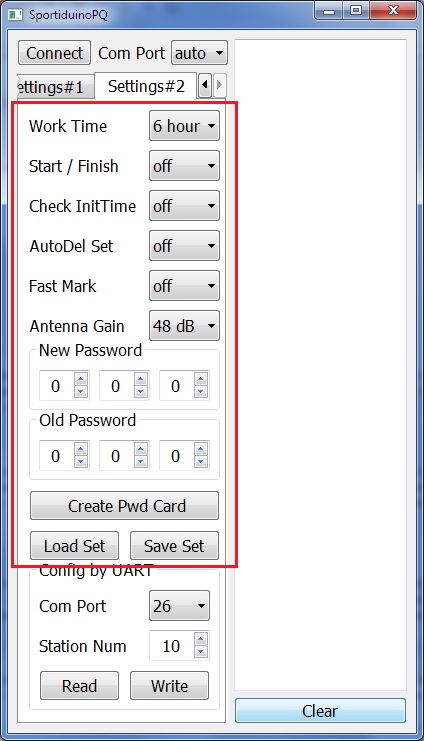 SportiduinoPQ
Connect Com Port auto
ettings#1 Settings#2
Work Time 6 hour
Start / Finish off
Check InitTime off
AutoDel Set off
Fast Mark off
Antenna Gain 48 dB
New Password
0 0 0
Old Password
0 0 0
Create Pwd Card
Load Set Save Set
Config by UART
Com Port 26
Station Num 10
Read Write
Clear